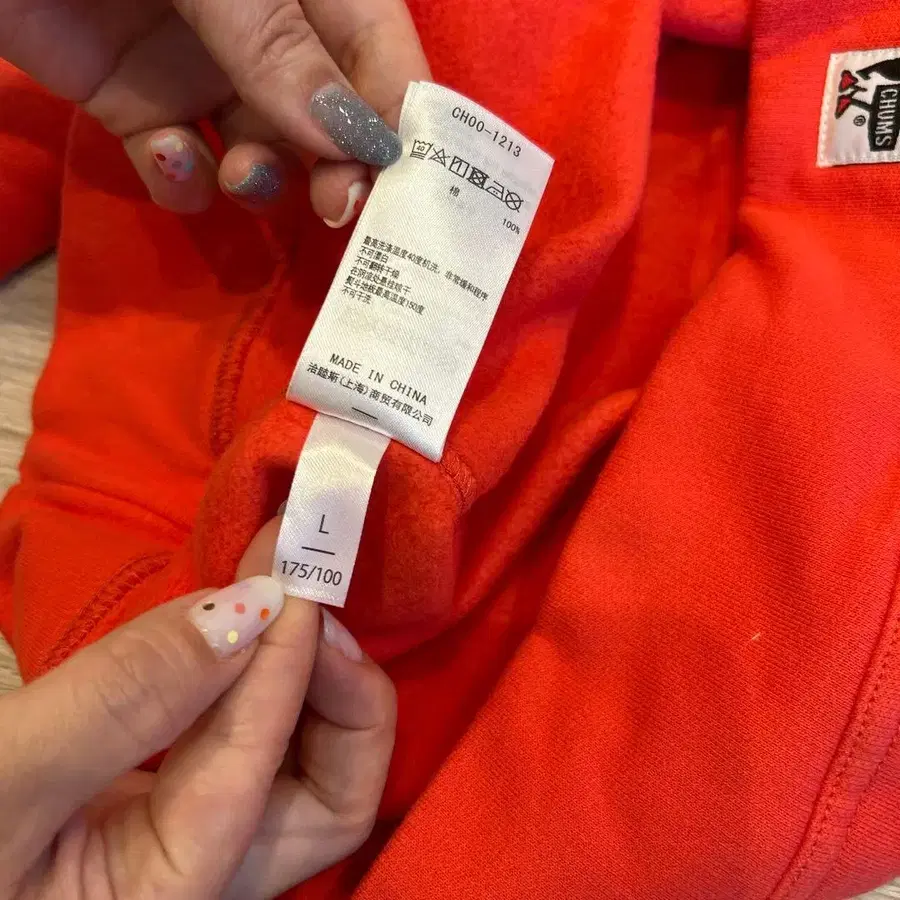 CH00-1213
棉
100%
最高洗涤温度40度机洗，非常缓和程序
不可漂白
不可翻转干燥
在阴凉处悬挂晾干
熨斗地板最高温度150度
不可干洗
MADE IN CHINA
洽睦斯(上海)商贸有限公司
L
175/100
CHUMS
®